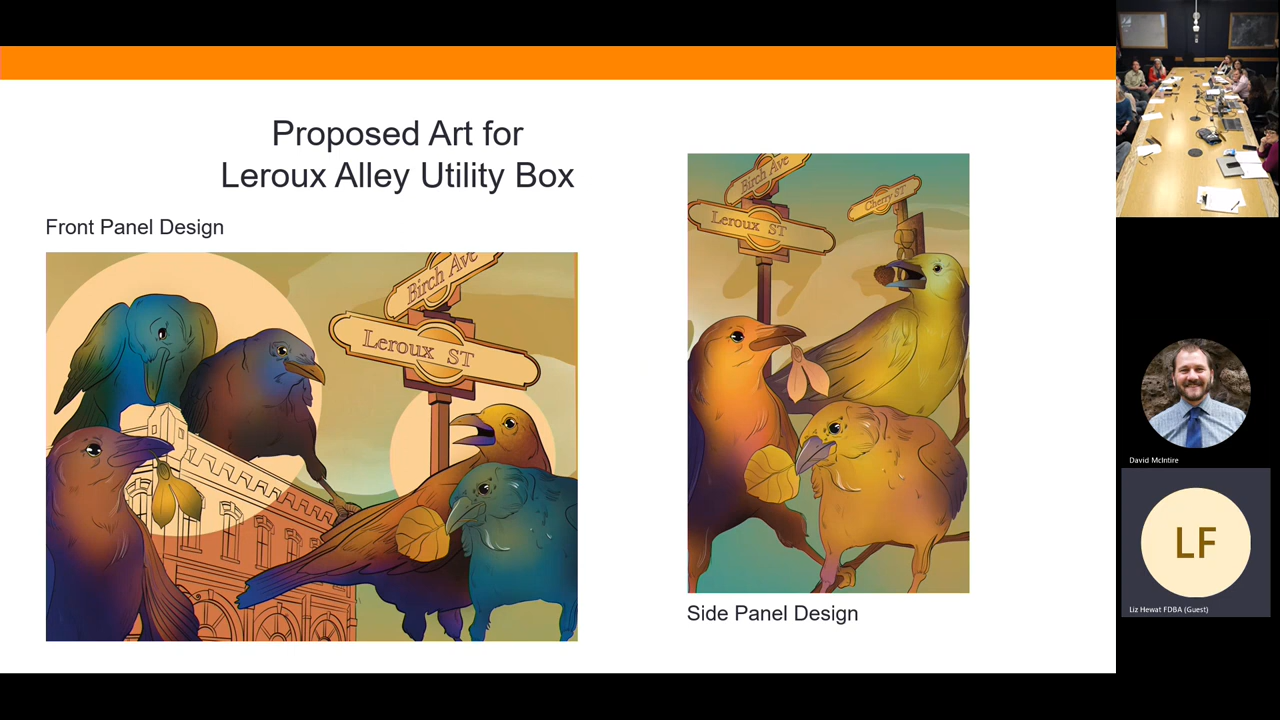 Proposed Art for
Leroux Alley Utility Box
Front Panel Design
Birch Ave
Leroux ST
Birch Ave
Leroux ST
Cherry ST
Side Panel Design
David McIntire
LF
Liz Hewat FDBA (Guest)